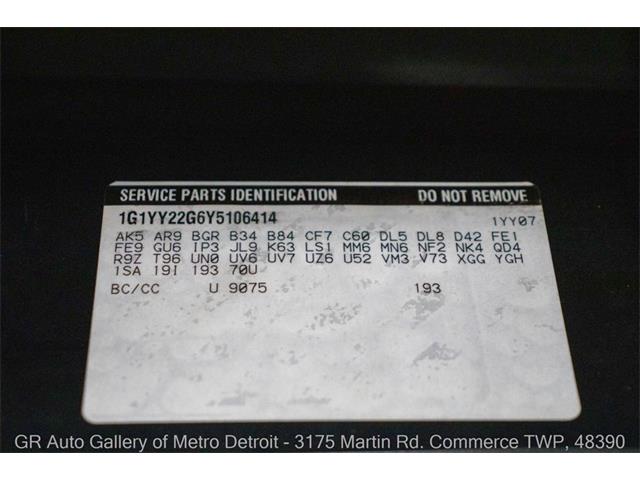 SERVICE PARTS IDENTIFICATION DO NOT REMOVE
1G1YY22G6Y5106414 1YY07
AK5 AR9 BGR B34 B84 CF7 C60 DL5 DL8 D42 FE1
FE9 GU6 IP3 JL9 K63 LS1 MM6 MN6 NF2 NK4 QD4
R9Z T96 UN0 UV6 UV7 UZ6 U52 VM3 V73 XGG YGH
1SA 19I 193 70U
BC/CC U 9075 193
GR Auto Gallery of Metro Detroit - 3175 Martin Rd. Commerce TWP, 48390